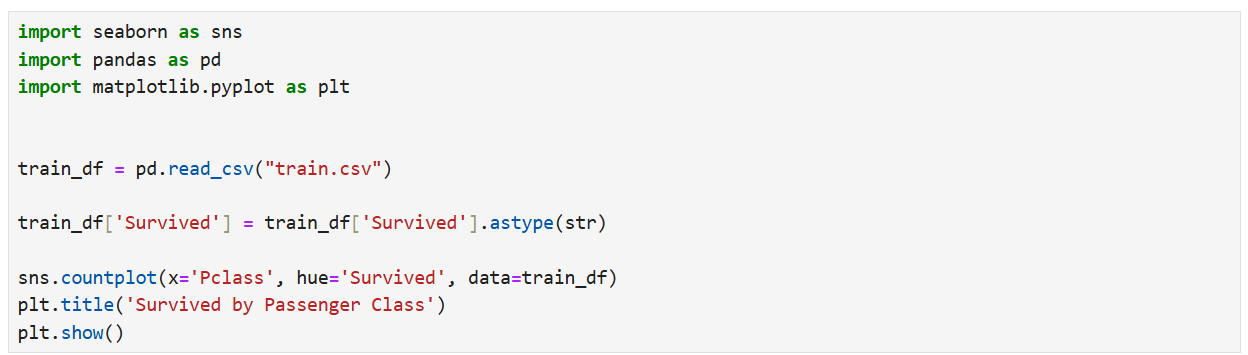 import seaborn as sns
import pandas as pd
import matplotlib.pyplot as plt
train_df = pd.read_csv("train.csv")
train_df['Survived'] = train_df['Survived'].astype(str)
sns.countplot(x='Pclass', hue='Survived', data=train_df)
plt.title('Survived by Passenger Class')
plt.show()